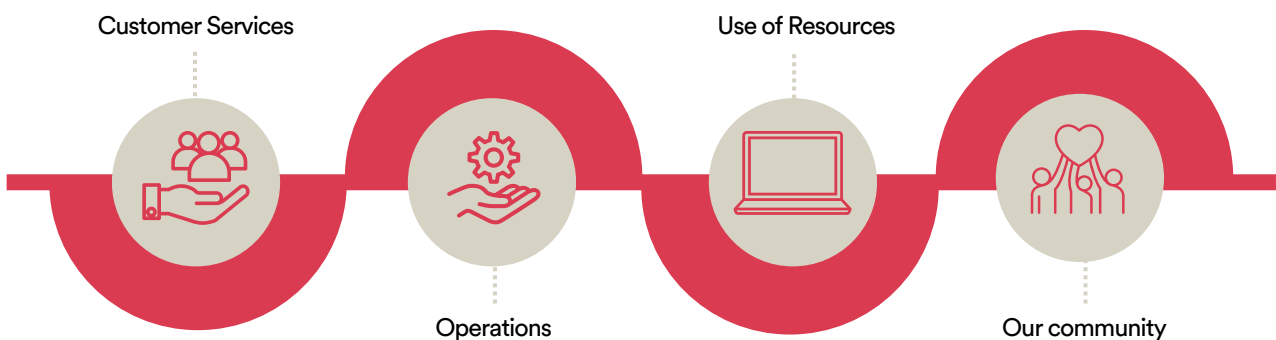 Customer Services
Operations
Use of Resources
Our community